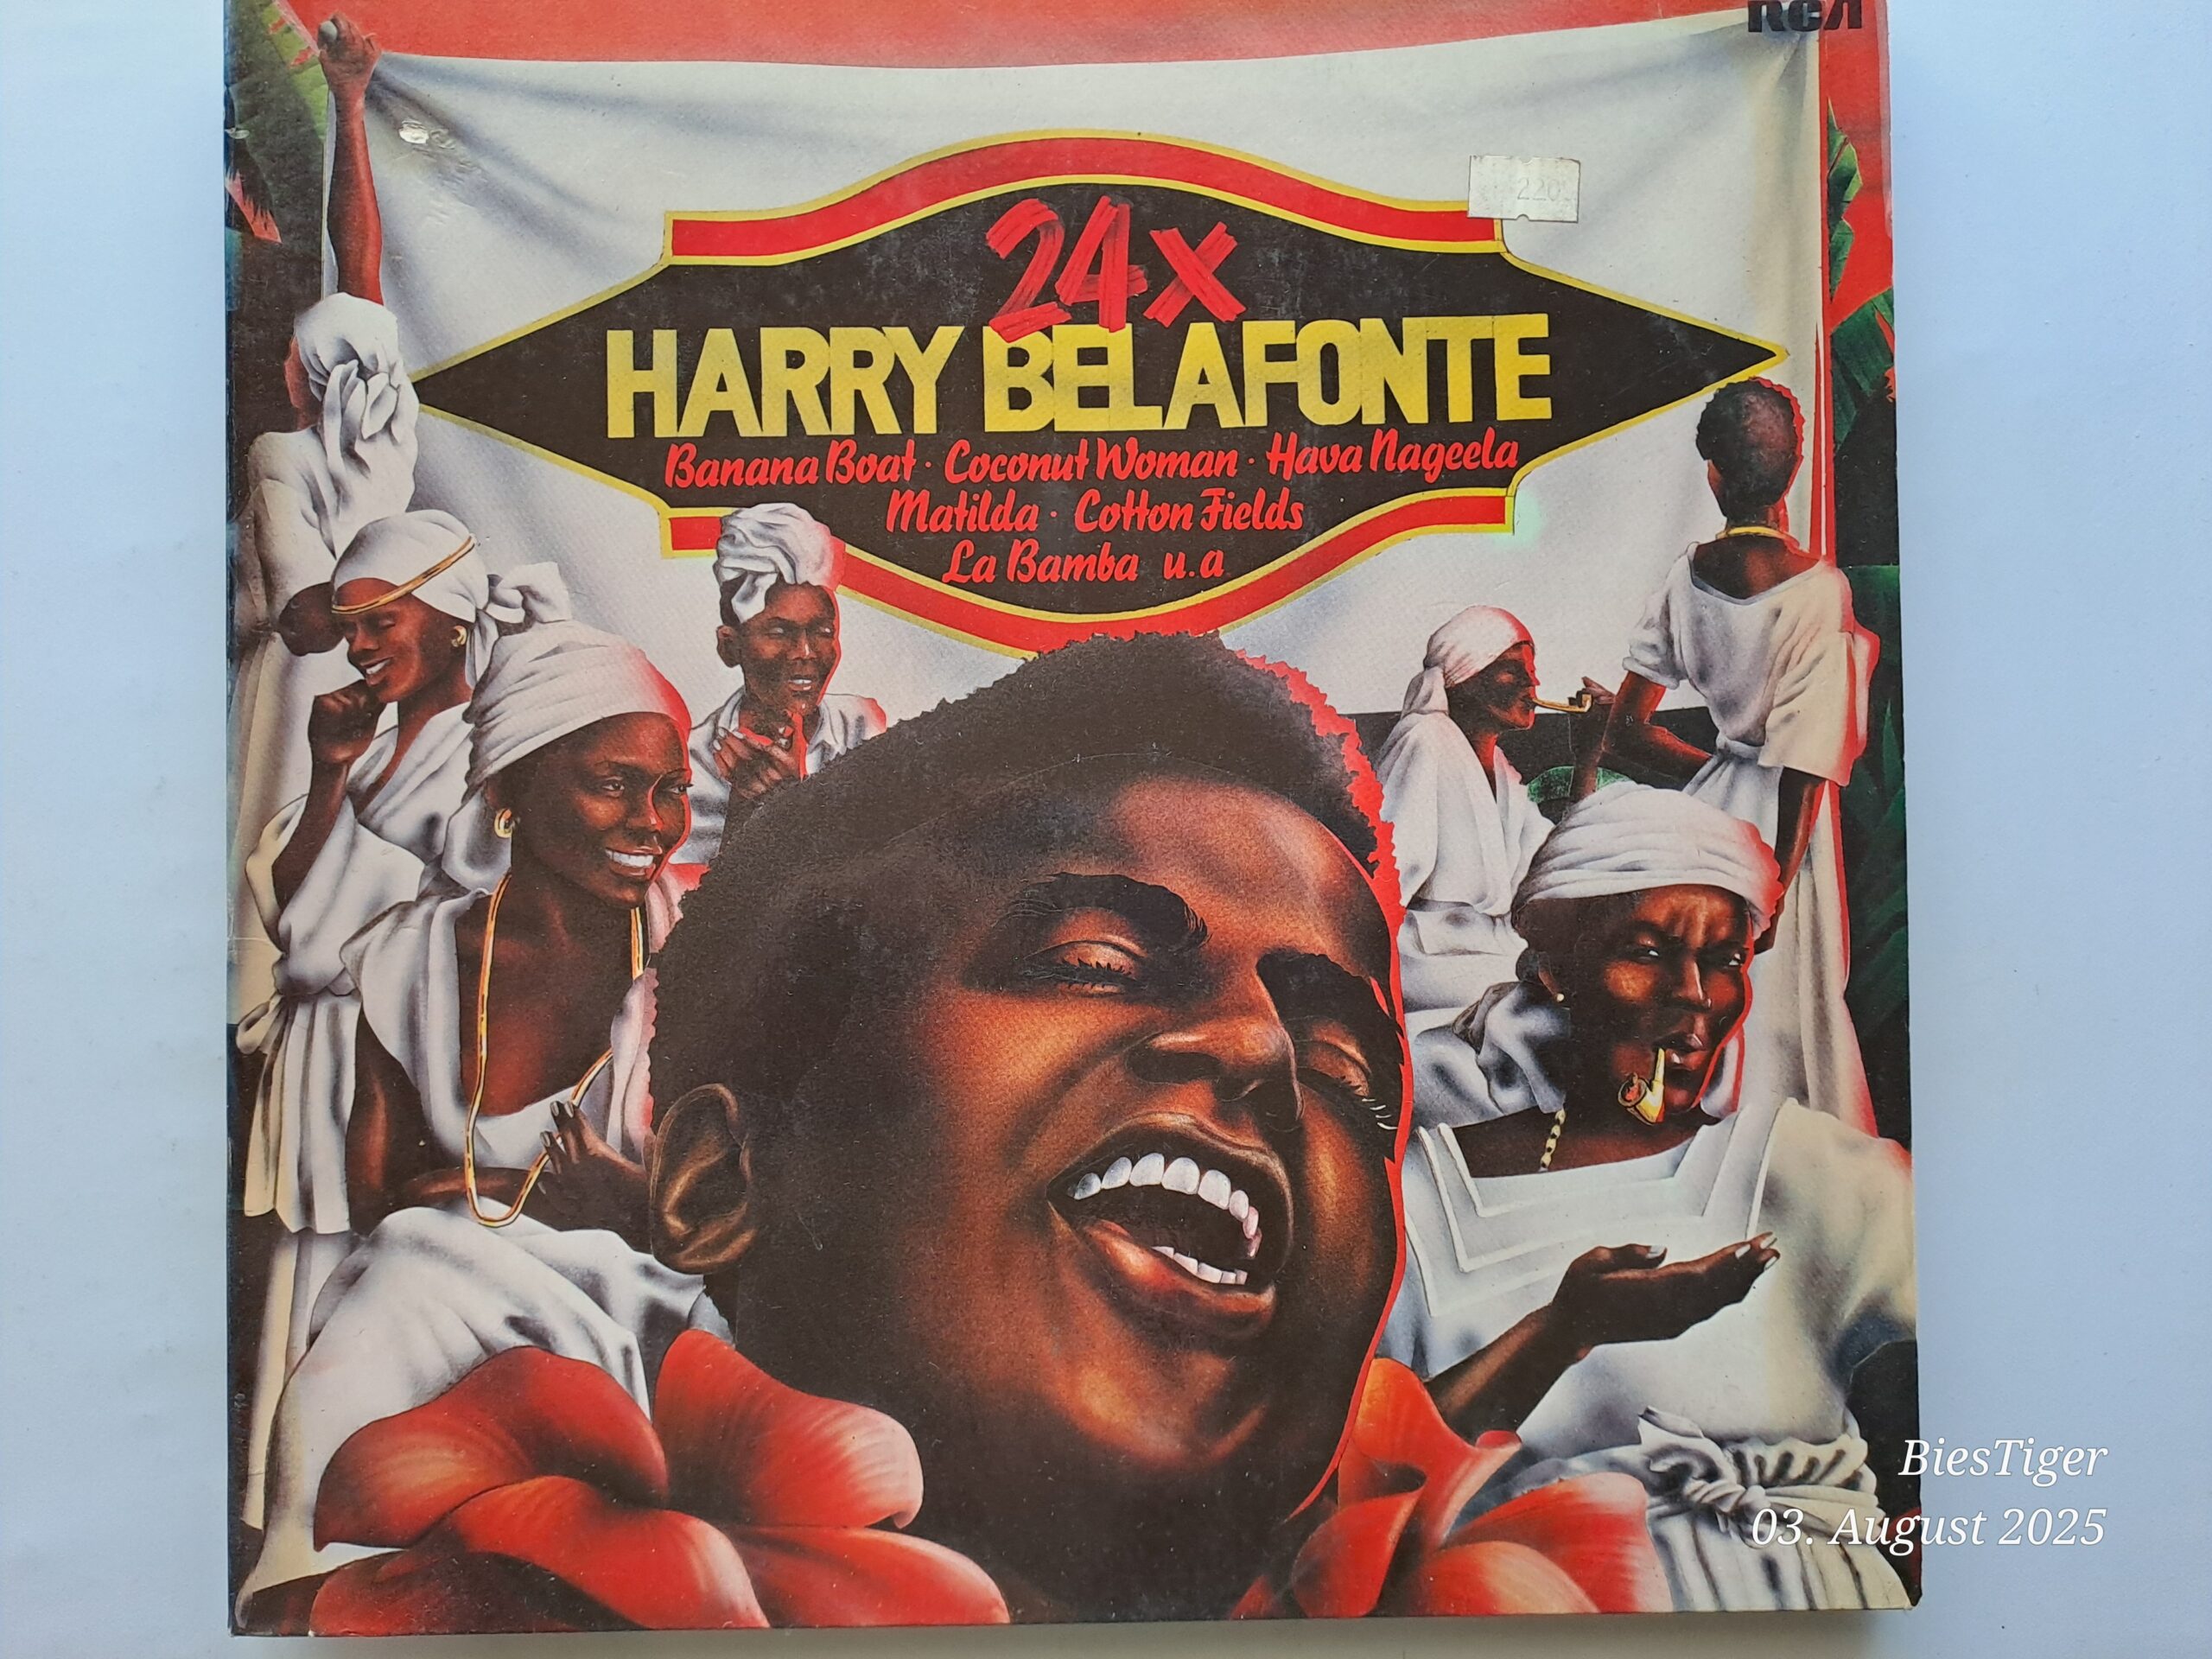 RCA
220
24 x
HARRY BELAFONTE
Banana Boat · Coconut Woman · Hava Nageela
Matilda · Cotton Fields
La Bamba u.a
BiesTiger
03. August 2025